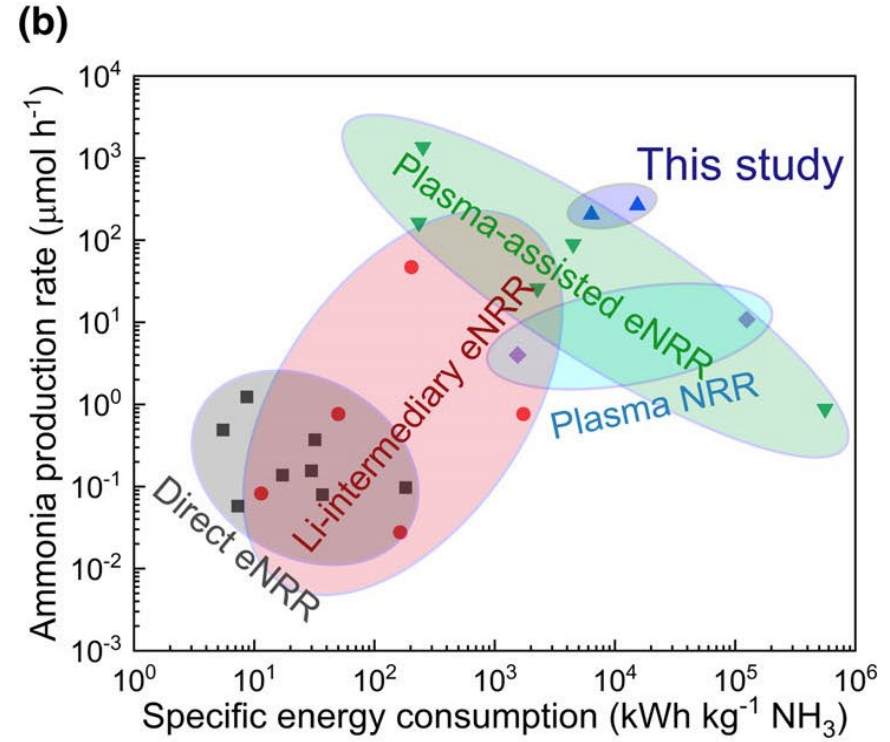 (b)
Ammonia production rate (μmol h⁻¹)
10⁴
10³
10²
10¹
10⁰
10⁻¹
10⁻²
10⁻³
This study
Plasma-assisted eNRR
Li-intermediary eNRR
Plasma NRR
Direct eNRR
10⁰ 10¹ 10² 10³ 10⁴ 10⁵ 10⁶
Specific energy consumption (kWh kg⁻¹ NH₃)